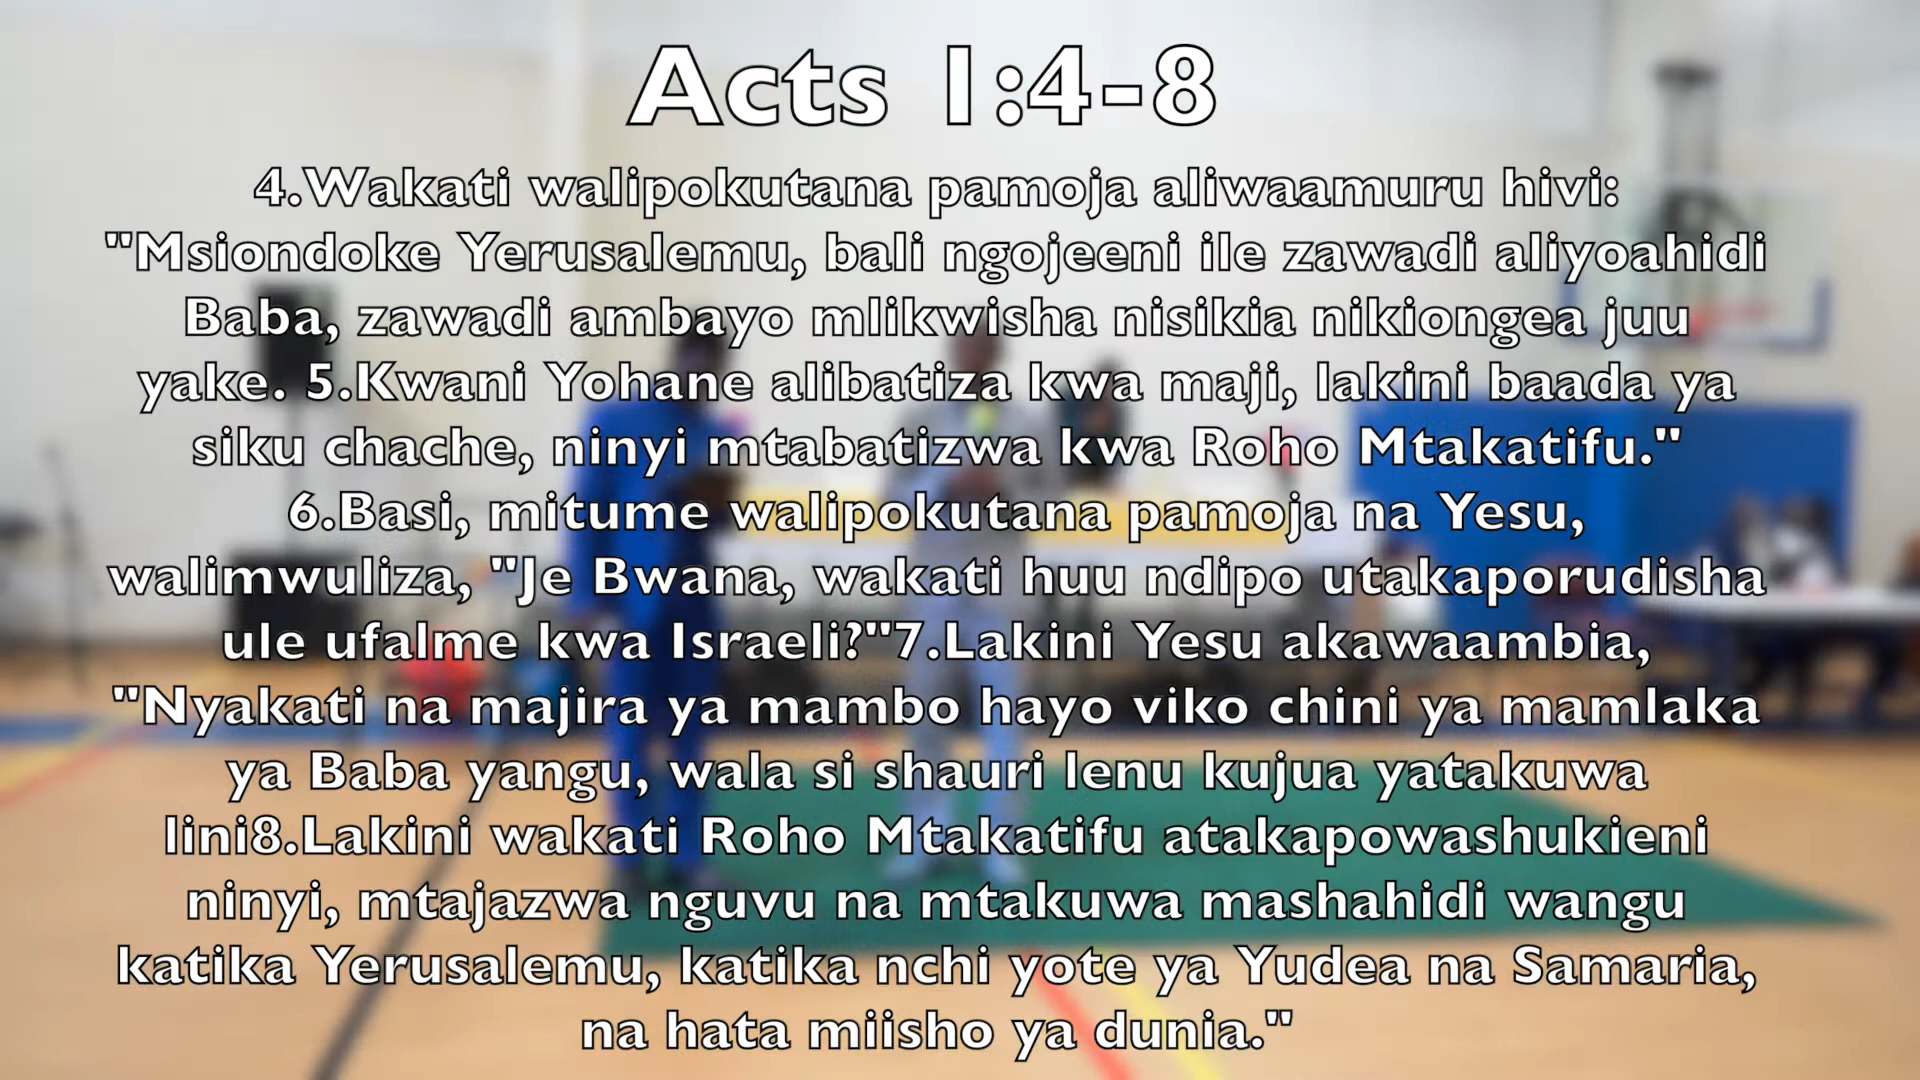 Acts 1:4-8
4.Wakati walipokutana pamoja aliwaamuru hivi:
"Msiondoke Yerusalemu, bali ngojeeni ile zawadi aliyoahidi
Baba, zawadi ambayo mlikwisha nisikia nikiongea juu
yake. 5.Kwani Yohane alibatiza kwa maji, lakini baada ya
siku chache, ninyi mtabatizwa kwa Roho Mtakatifu."
6.Basi, mitume walipokutana pamoja na Yesu,
walimwuliza, "Je Bwana, wakati huu ndipo utakaporudisha
ule ufalme kwa Israeli?"7.Lakini Yesu akawaambia,
"Nyakati na majira ya mambo hayo viko chini ya mamlaka
ya Baba yangu, wala si shauri lenu kujua yatakuwa
lini8.Lakini wakati Roho Mtakatifu atakapowashukieni
ninyi, mtajazwa nguvu na mtakuwa mashahidi wangu
katika Yerusalemu, katika nchi yote ya Yudea na Samaria,
na hata miisho ya dunia."